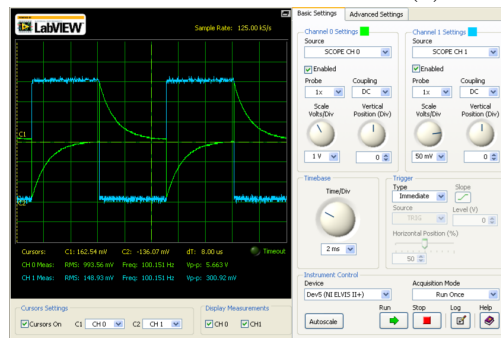 LabVIEW
Sample Rate: 125.00 kS/s
C1
C2
Cursors: C1: 162.54 mV C2: -136.07 mV dT: 8.00 us Timeout
CH 0 Meas: RMS: 993.56 mV Freq: 100.151 Hz Vp-p: 5.663 V
CH 1 Meas: RMS: 148.93 mV Freq: 100.151 Hz Vp-p: 300.92 mV
Cursors Settings
Cursors On C1 CH 0 C2 CH 1
Display Measurements
CH 0 CH1
Basic Settings Advanced Settings
Channel 0 Settings
Source
SCOPE CH 0
Enabled
Probe Coupling
1x DC
Scale Vertical
Volts/Div Position (Div)
1 V 0
Channel 1 Settings
Source
SCOPE CH 1
Enabled
Probe Coupling
1x DC
Scale Vertical
Volts/Div Position (Div)
50 mV 0
Timebase
Time/Div
2 ms
Trigger
Type Slope
Immediate
Source Level (V)
TRIG 0
Horizontal Position (%)
50
Instrument Control
Device Acquisition Mode
Dev5 (NI ELVIS II+) Run Once
Run Stop Log Help
Autoscale